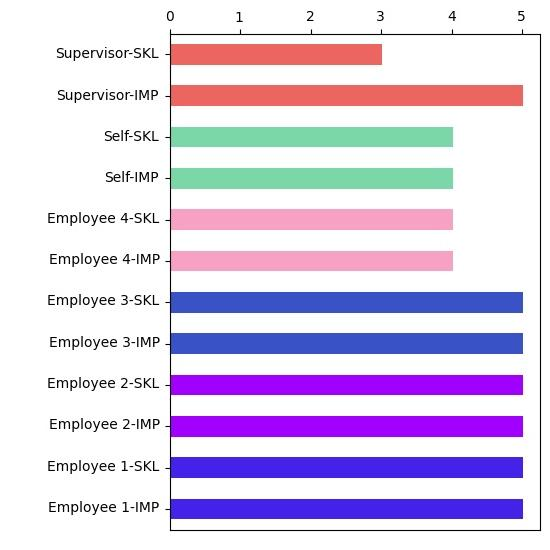 0 1 2 3 4 5
Supervisor-SKL
Supervisor-IMP
Self-SKL
Self-IMP
Employee 4-SKL
Employee 4-IMP
Employee 3-SKL
Employee 3-IMP
Employee 2-SKL
Employee 2-IMP
Employee 1-SKL
Employee 1-IMP